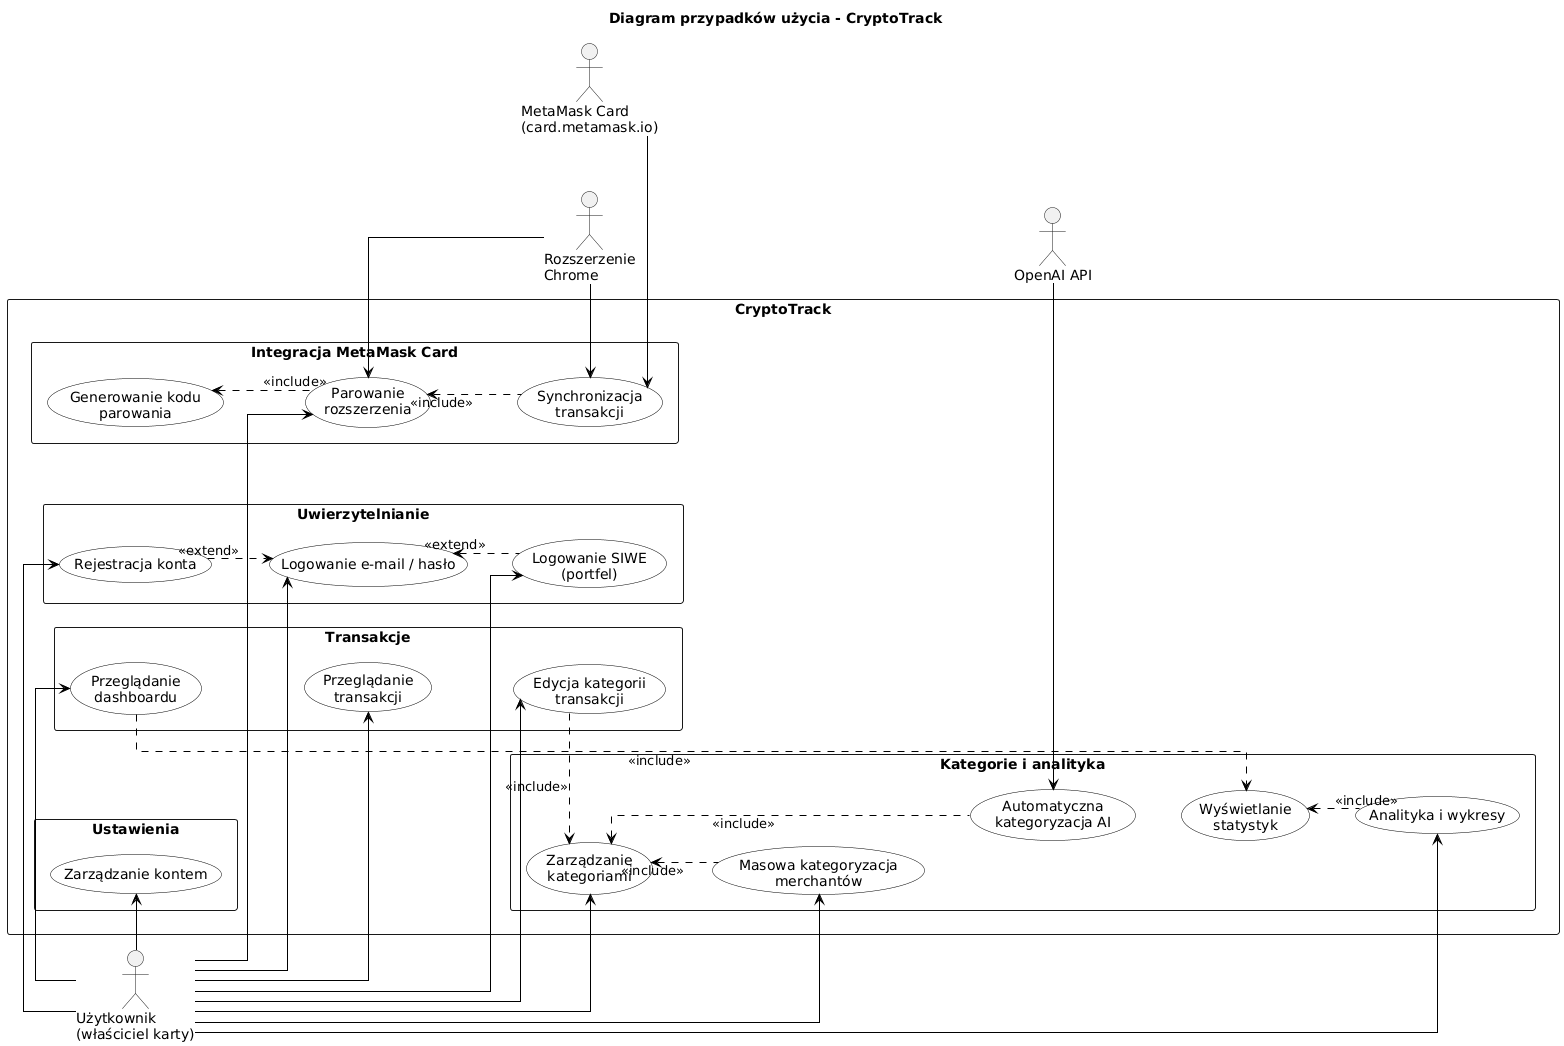 Diagram przypadków użycia - CryptoTrack
MetaMask Card
(card.metamask.io)
Rozszerzenie
Chrome
OpenAI API
CryptoTrack
Integracja MetaMask Card
Generowanie kodu
parowania
«include»
Parowanie
rozszerzenia
«include»
Synchronizacja
transakcji
Uwierzytelnianie
Rejestracja konta
«extend»
Logowanie e-mail / hasło
«extend»
Logowanie SIWE
(portfel)
Transakcje
Przeglądanie
dashboardu
Przeglądanie
transakcji
Edycja kategorii
transakcji
«include»
«include»
Kategorie i analityka
Automatyczna
kategoryzacja AI
«include»
Wyświetlanie
statystyk
«include»
Analityka i wykresy
Zarządzanie
kategoriami
«include»
Masowa kategoryzacja
merchantów
Ustawienia
Zarządzanie kontem
Użytkownik
(właściciel karty)